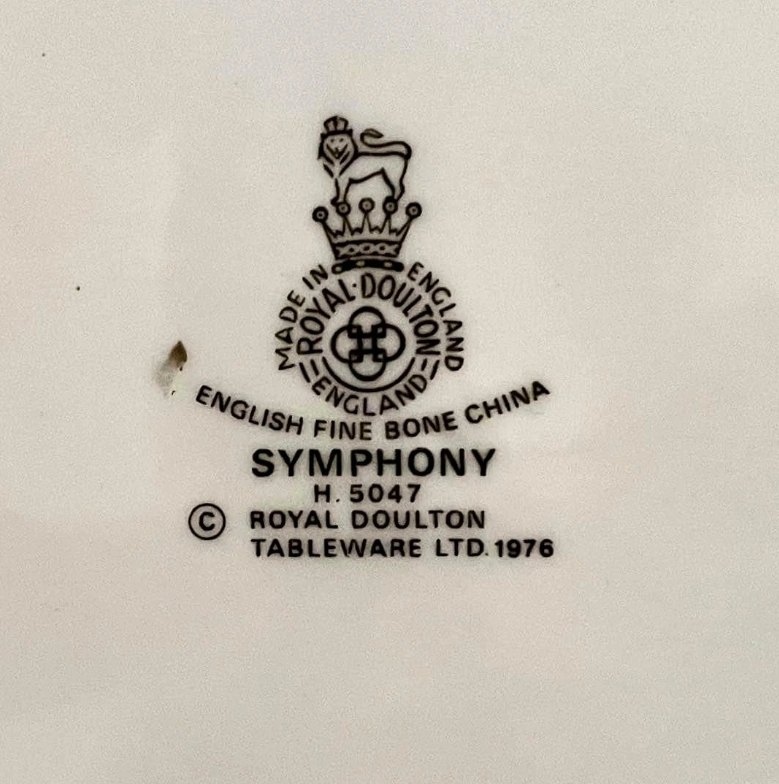 MADE IN ENGLAND
ROYAL·DOULTON
ENGLAND
ENGLISH FINE BONE CHINA
SYMPHONY
H. 5047
© ROYAL DOULTON
TABLEWARE LTD. 1976